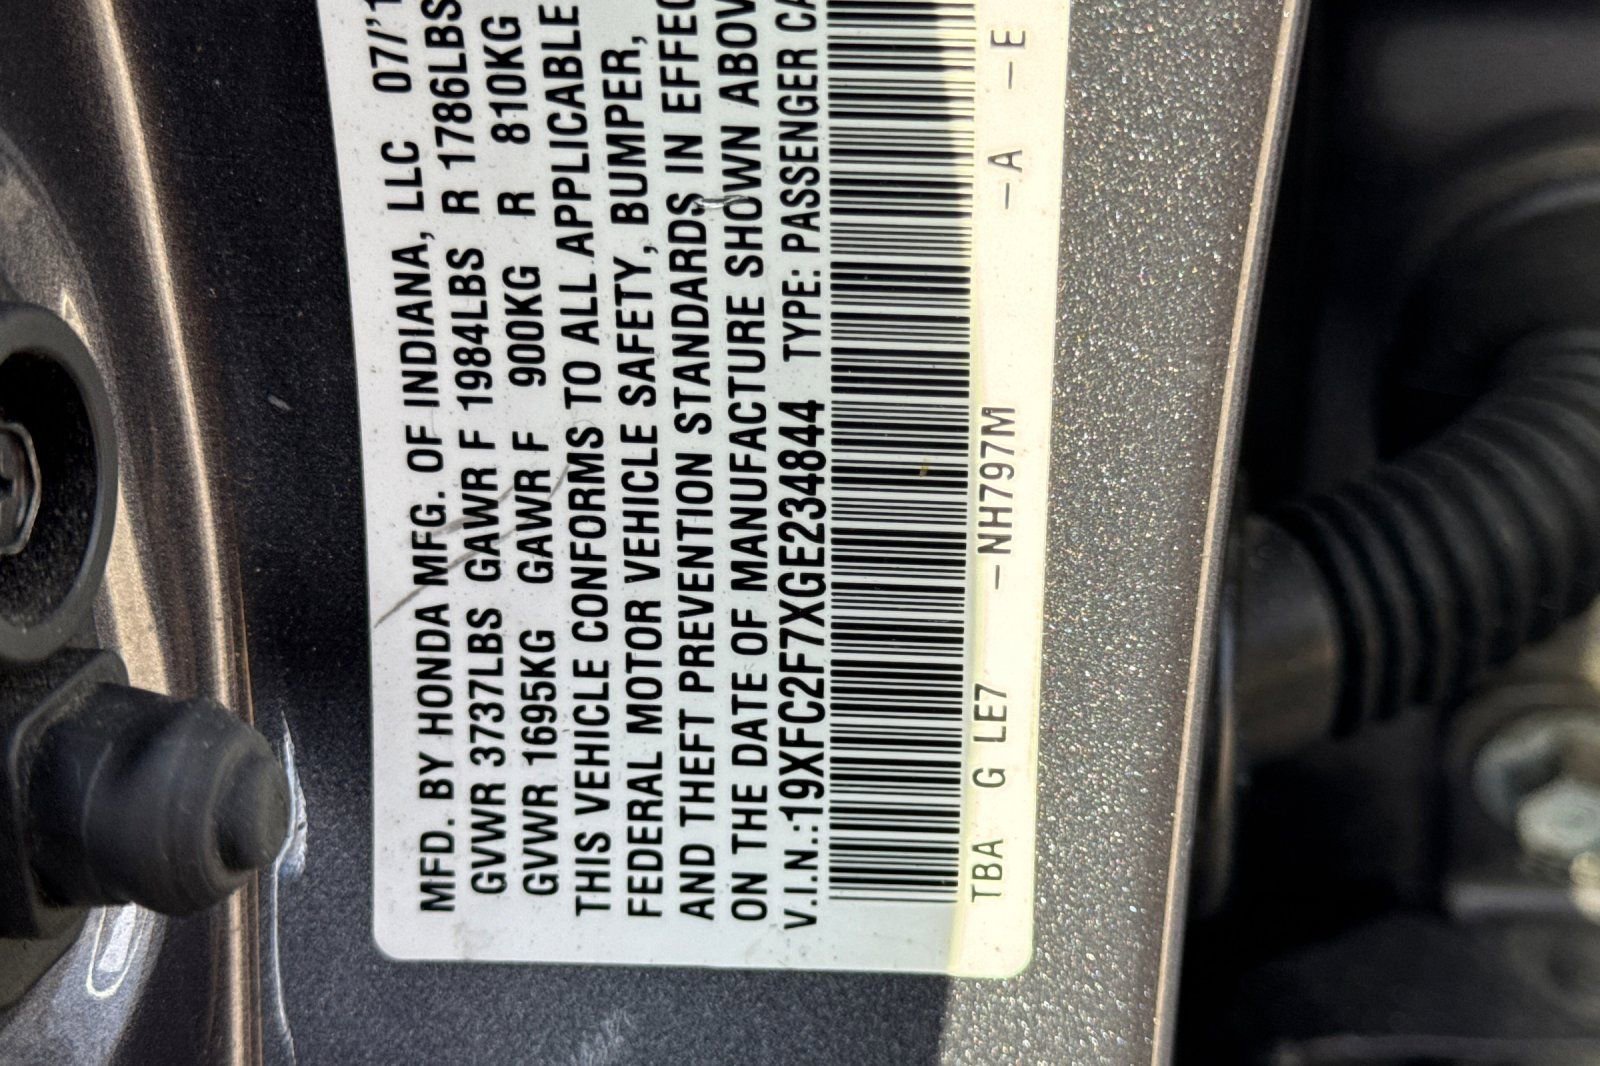 MFD. BY HONDA MFG. OF INDIANA, LLC 07/'1
GVWR 3737LBS GAWR F 1984LBS R 1786LBS
GVWR 1695KG GAWR F 900KG R 810KG
THIS VEHICLE CONFORMS TO ALL APPLICABLE
FEDERAL MOTOR VEHICLE SAFETY, BUMPER,
AND THEFT PREVENTION STANDARDS IN EFFEC
ON THE DATE OF MANUFACTURE SHOWN ABOV
V.I.N.:19XFC2F7XGE234844 TYPE: PASSENGER CA
TBA G LE7 -NH797M -A -E